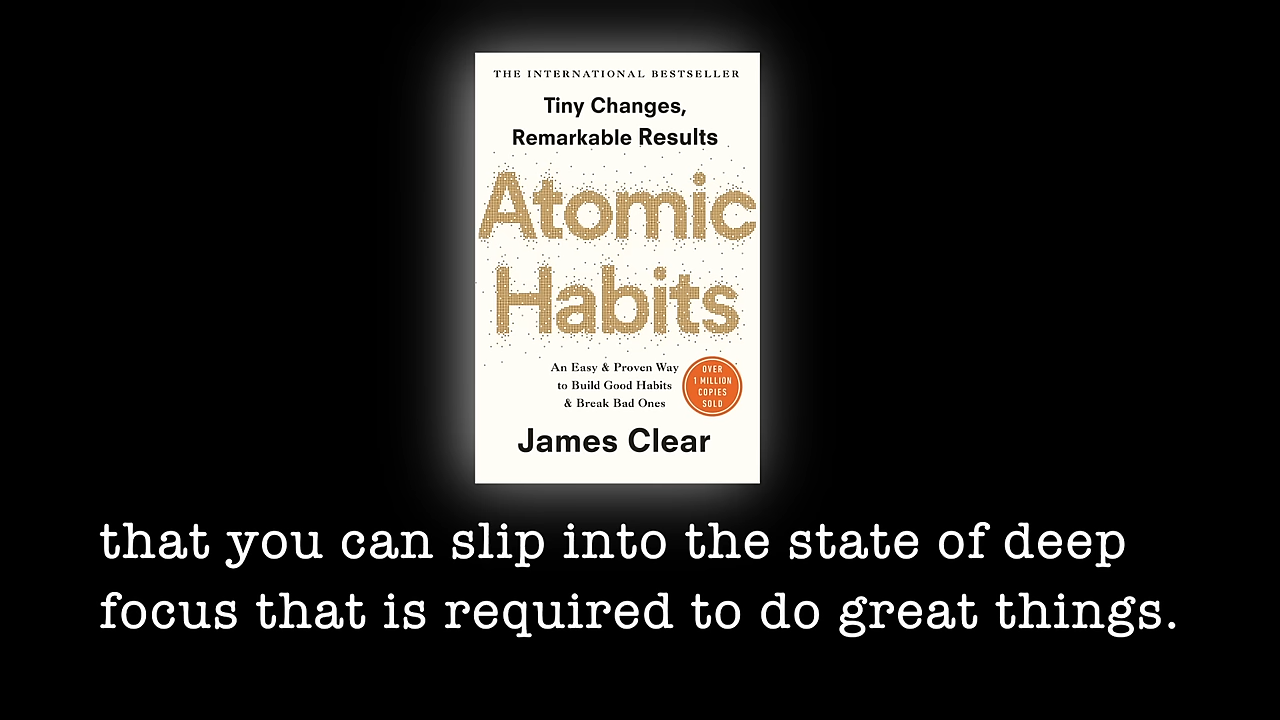 THE INTERNATIONAL BESTSELLER
Tiny Changes,
Remarkable Results
Atomic
Habits
An Easy & Proven Way
to Build Good Habits
& Break Bad Ones
OVER
1 MILLION
COPIES
SOLD
James Clear
that you can slip into the state of deep
focus that is required to do great things.